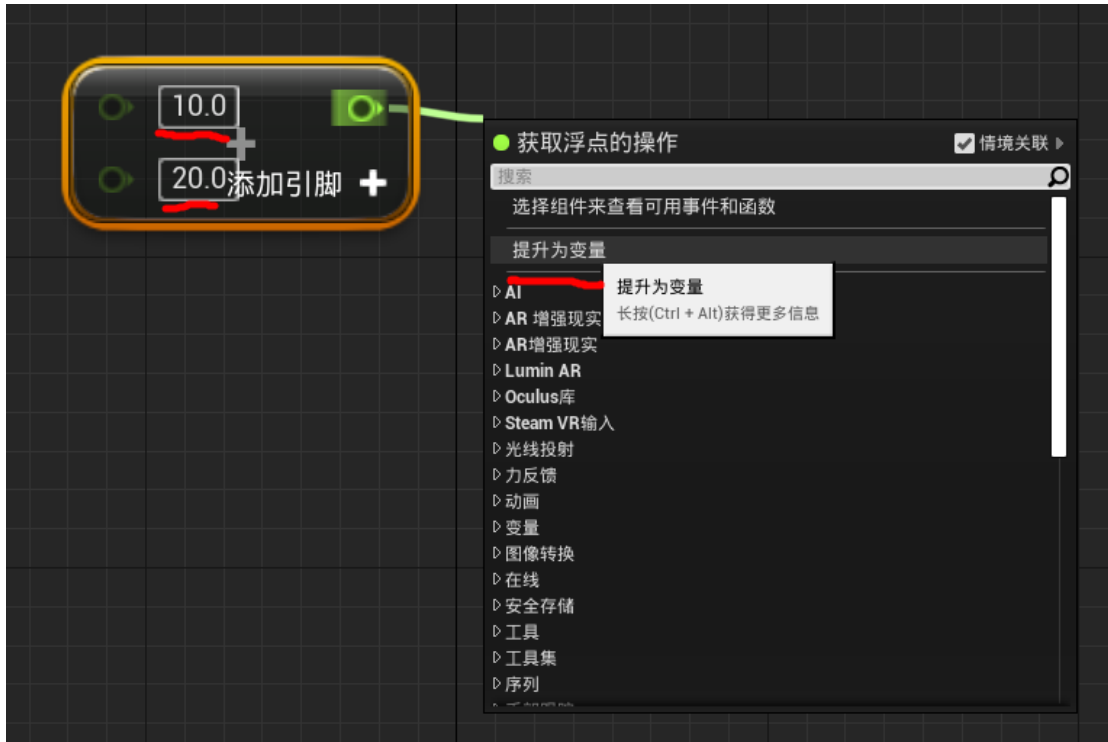 10.0
20.0
添加引脚
获取浮点的操作
情境关联
搜索
选择组件来查看可用事件和函数
提升为变量
提升为变量
长按(Ctrl + Alt)获得更多信息
AI
AR 增强现实
AR增强现实
Lumin AR
Oculus库
Steam VR输入
光线投射
力反馈
动画
变量
图像转换
在线
安全存储
工具
工具集
序列